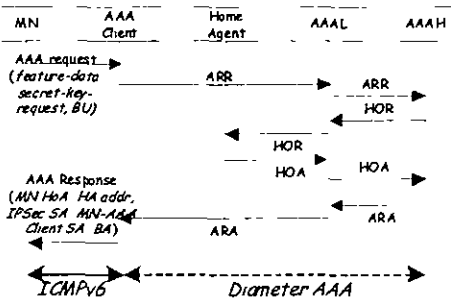 MN AAA Client Home Agent AAAL AAAH
AAA request
(feature-data
secret-key-
request, BU)
ARR
ARR
HOR
HOR
HOA
HOA
AAA Response
(MN HoA HA addr,
IPSec SA MN-AAA
Client SA BA)
ARA
ARA
ICMPv6
Diameter AAA